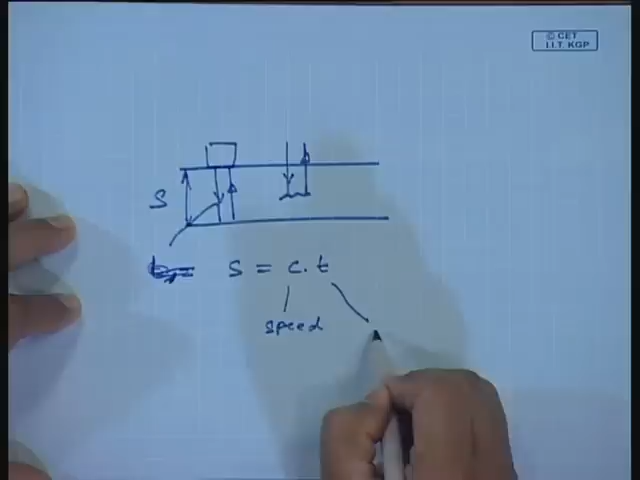 © CET
I.I.T. KGP
S
S = c.t
speed